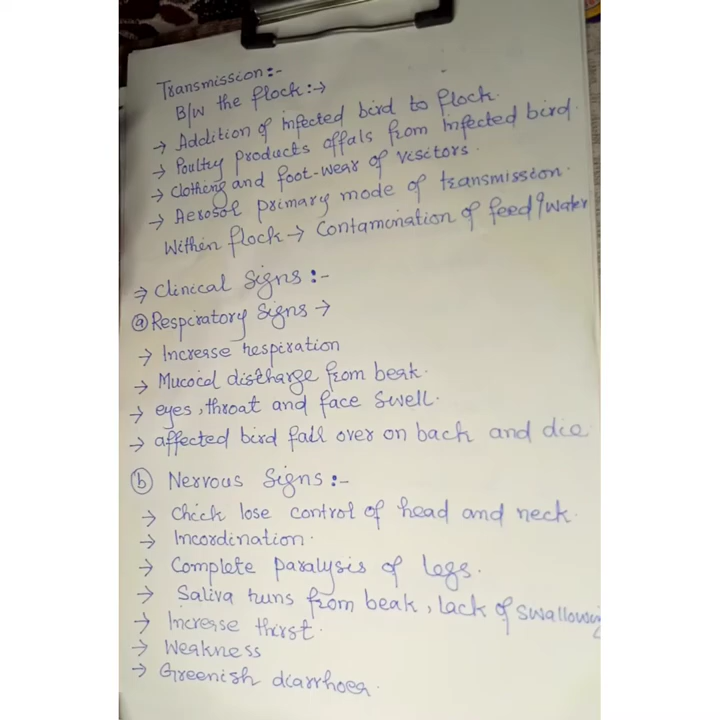 Transmission:-
B/w the flock:→
→ Addition of infected bird to flock.
→ Poultry products offals from infected bird.
→ Clothing and foot-wear of visitors.
→ Aerosol primary mode of transmission.
Within flock → Contamination of feed & water
⇒ Clinical Signs:-
ⓐ Respiratory Signs →
→ Increase respiration
→ Mucoid discharge from beak.
→ eyes, throat and face swell.
→ affected bird fall over on back and die
ⓑ Nervous Signs:-
→ Chick lose control of head and neck.
→ Incordination.
→ Complete paralysis of legs.
→ Saliva runs from beak, lack of swallowing
→ Increase thirst.
→ Weakness
→ Greenish diarrhoea.